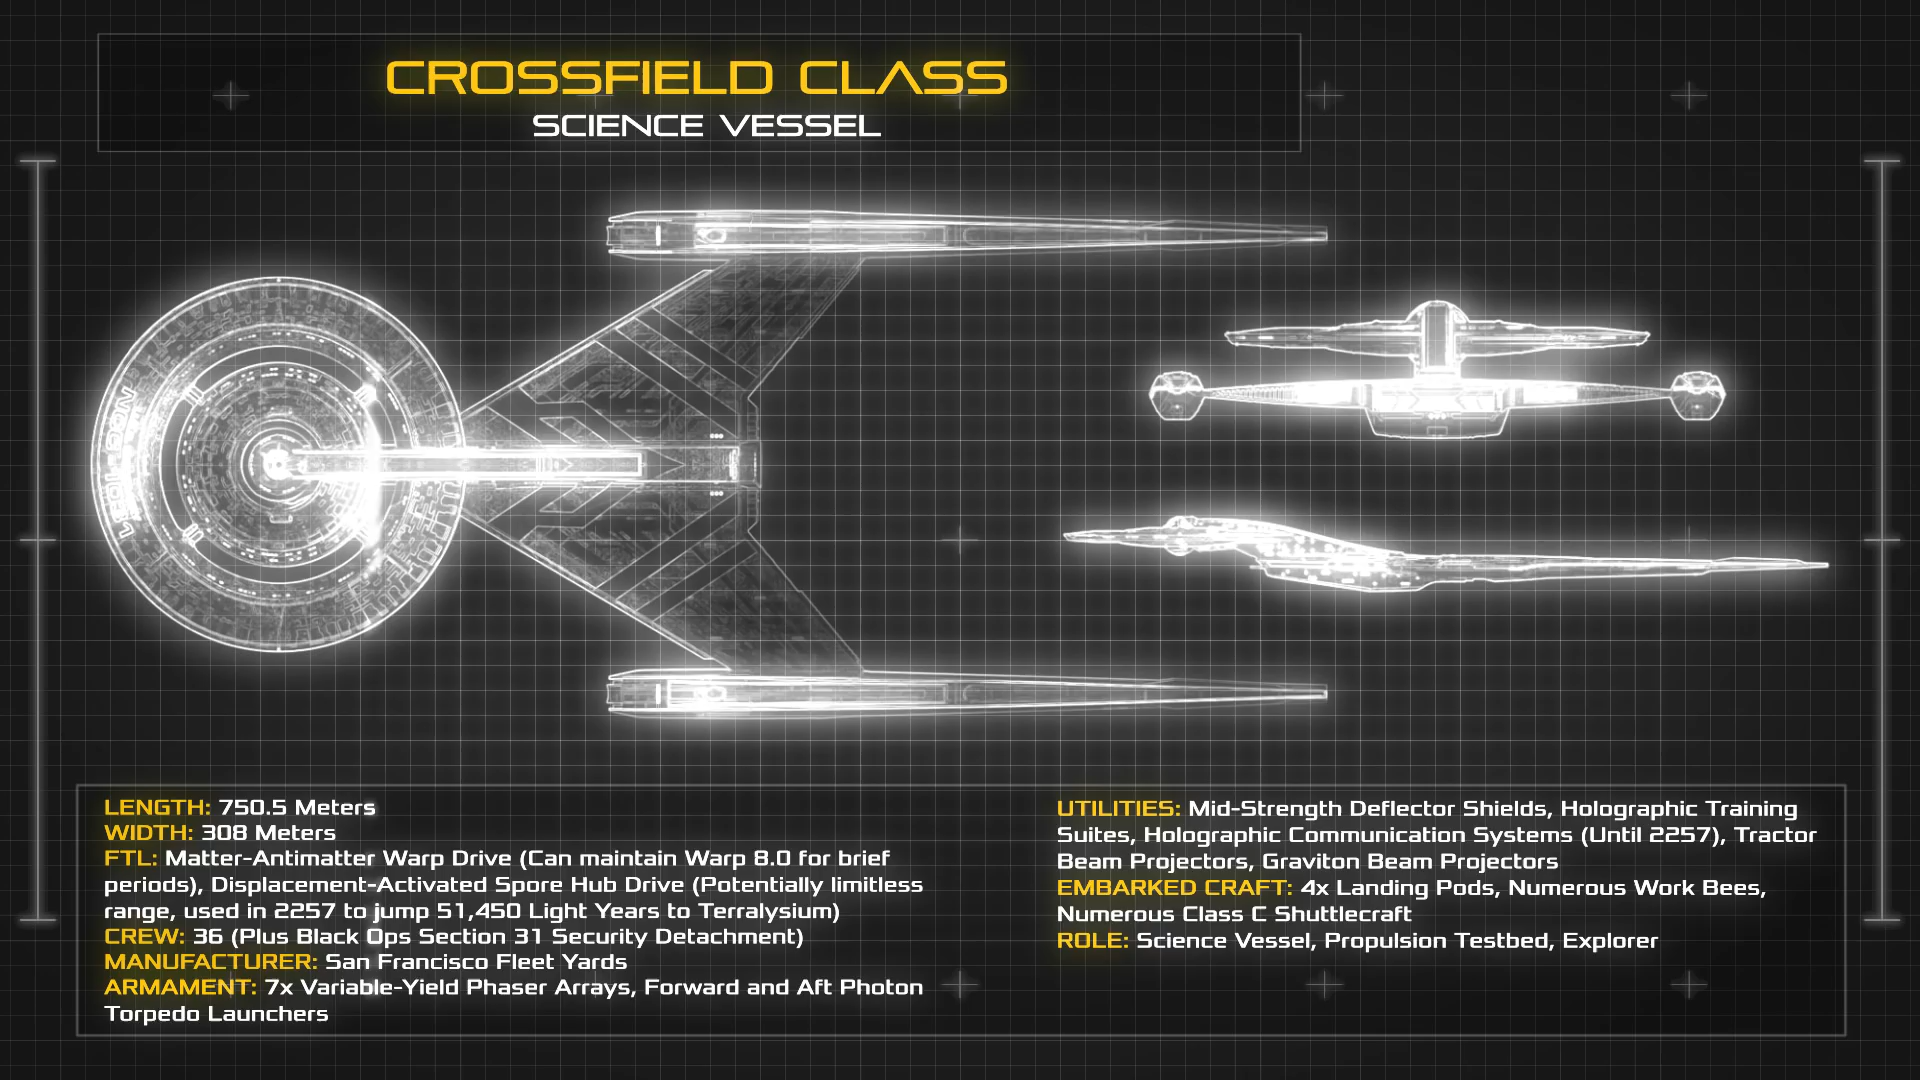 CROSSFIELD CLASS
SCIENCE VESSEL
NCC-1031
LENGTH: 750.5 Meters
WIDTH: 308 Meters
FTL: Matter-Antimatter Warp Drive (Can maintain Warp 8.0 for brief
periods), Displacement-Activated Spore Hub Drive (Potentially limitless
range, used in 2257 to jump 51,450 Light Years to Terralysium)
CREW: 36 (Plus Black Ops Section 31 Security Detachment)
MANUFACTURER: San Francisco Fleet Yards
ARMAMENT: 7x Variable-Yield Phaser Arrays, Forward and Aft Photon
Torpedo Launchers
UTILITIES: Mid-Strength Deflector Shields, Holographic Training
Suites, Holographic Communication Systems (Until 2257), Tractor
Beam Projectors, Graviton Beam Projectors
EMBARKED CRAFT: 4x Landing Pods, Numerous Work Bees,
Numerous Class C Shuttlecraft
ROLE: Science Vessel, Propulsion Testbed, Explorer